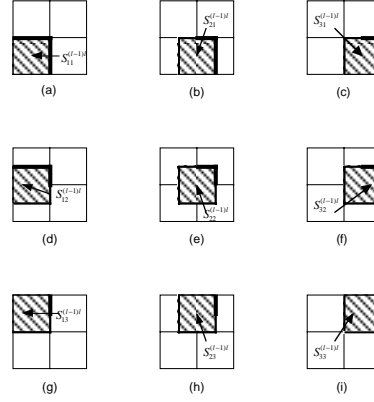 S_{11}^{(l-1)l} S_{21}^{(l-1)l} S_{31}^{(l-1)l}
(a) (b) (c)
S_{12}^{(l-1)l} S_{22}^{(l-1)l} S_{32}^{(l-1)l}
(d) (e) (f)
S_{13}^{(l-1)l} S_{23}^{(l-1)l} S_{33}^{(l-1)l}
(g) (h) (i)